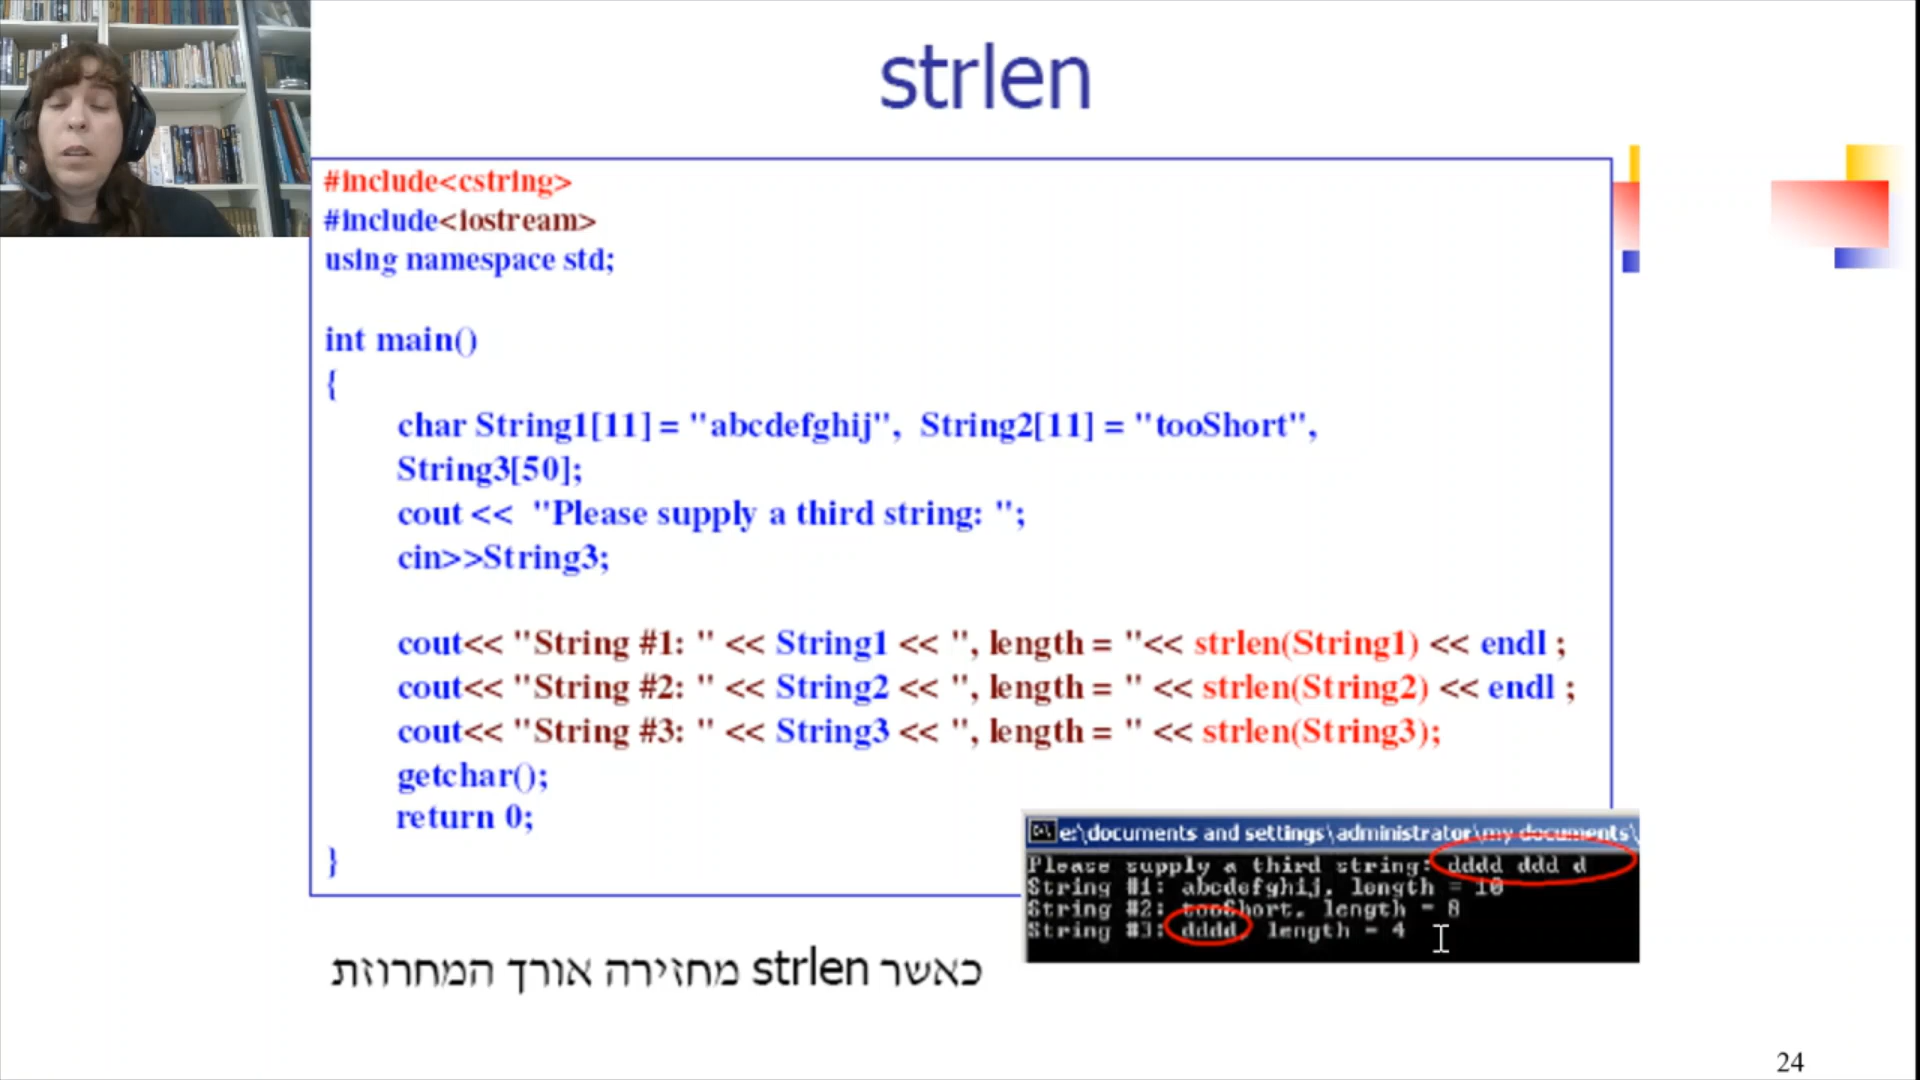 strlen
#include<cstring>
#include<iostream>
using namespace std;
int main()
{
char String1[11] = "abcdefghij", String2[11] = "tooShort",
String3[50];
cout << "Please supply a third string: ";
cin>>String3;
cout<< "String #1: " << String1 << ", length = "<< strlen(String1) << endl ;
cout<< "String #2: " << String2 << ", length = " << strlen(String2) << endl ;
cout<< "String #3: " << String3 << ", length = " << strlen(String3);
getchar();
return 0;
}
e:\documents and settings\administrator\my documents\
Please supply a third string: dddd ddd d
String #1: abcdefghij, length = 10
String #2: tooShort, length = 8
String #3: dddd, length = 4
כאשר strlen מחזירה אורך המחרוזת
24